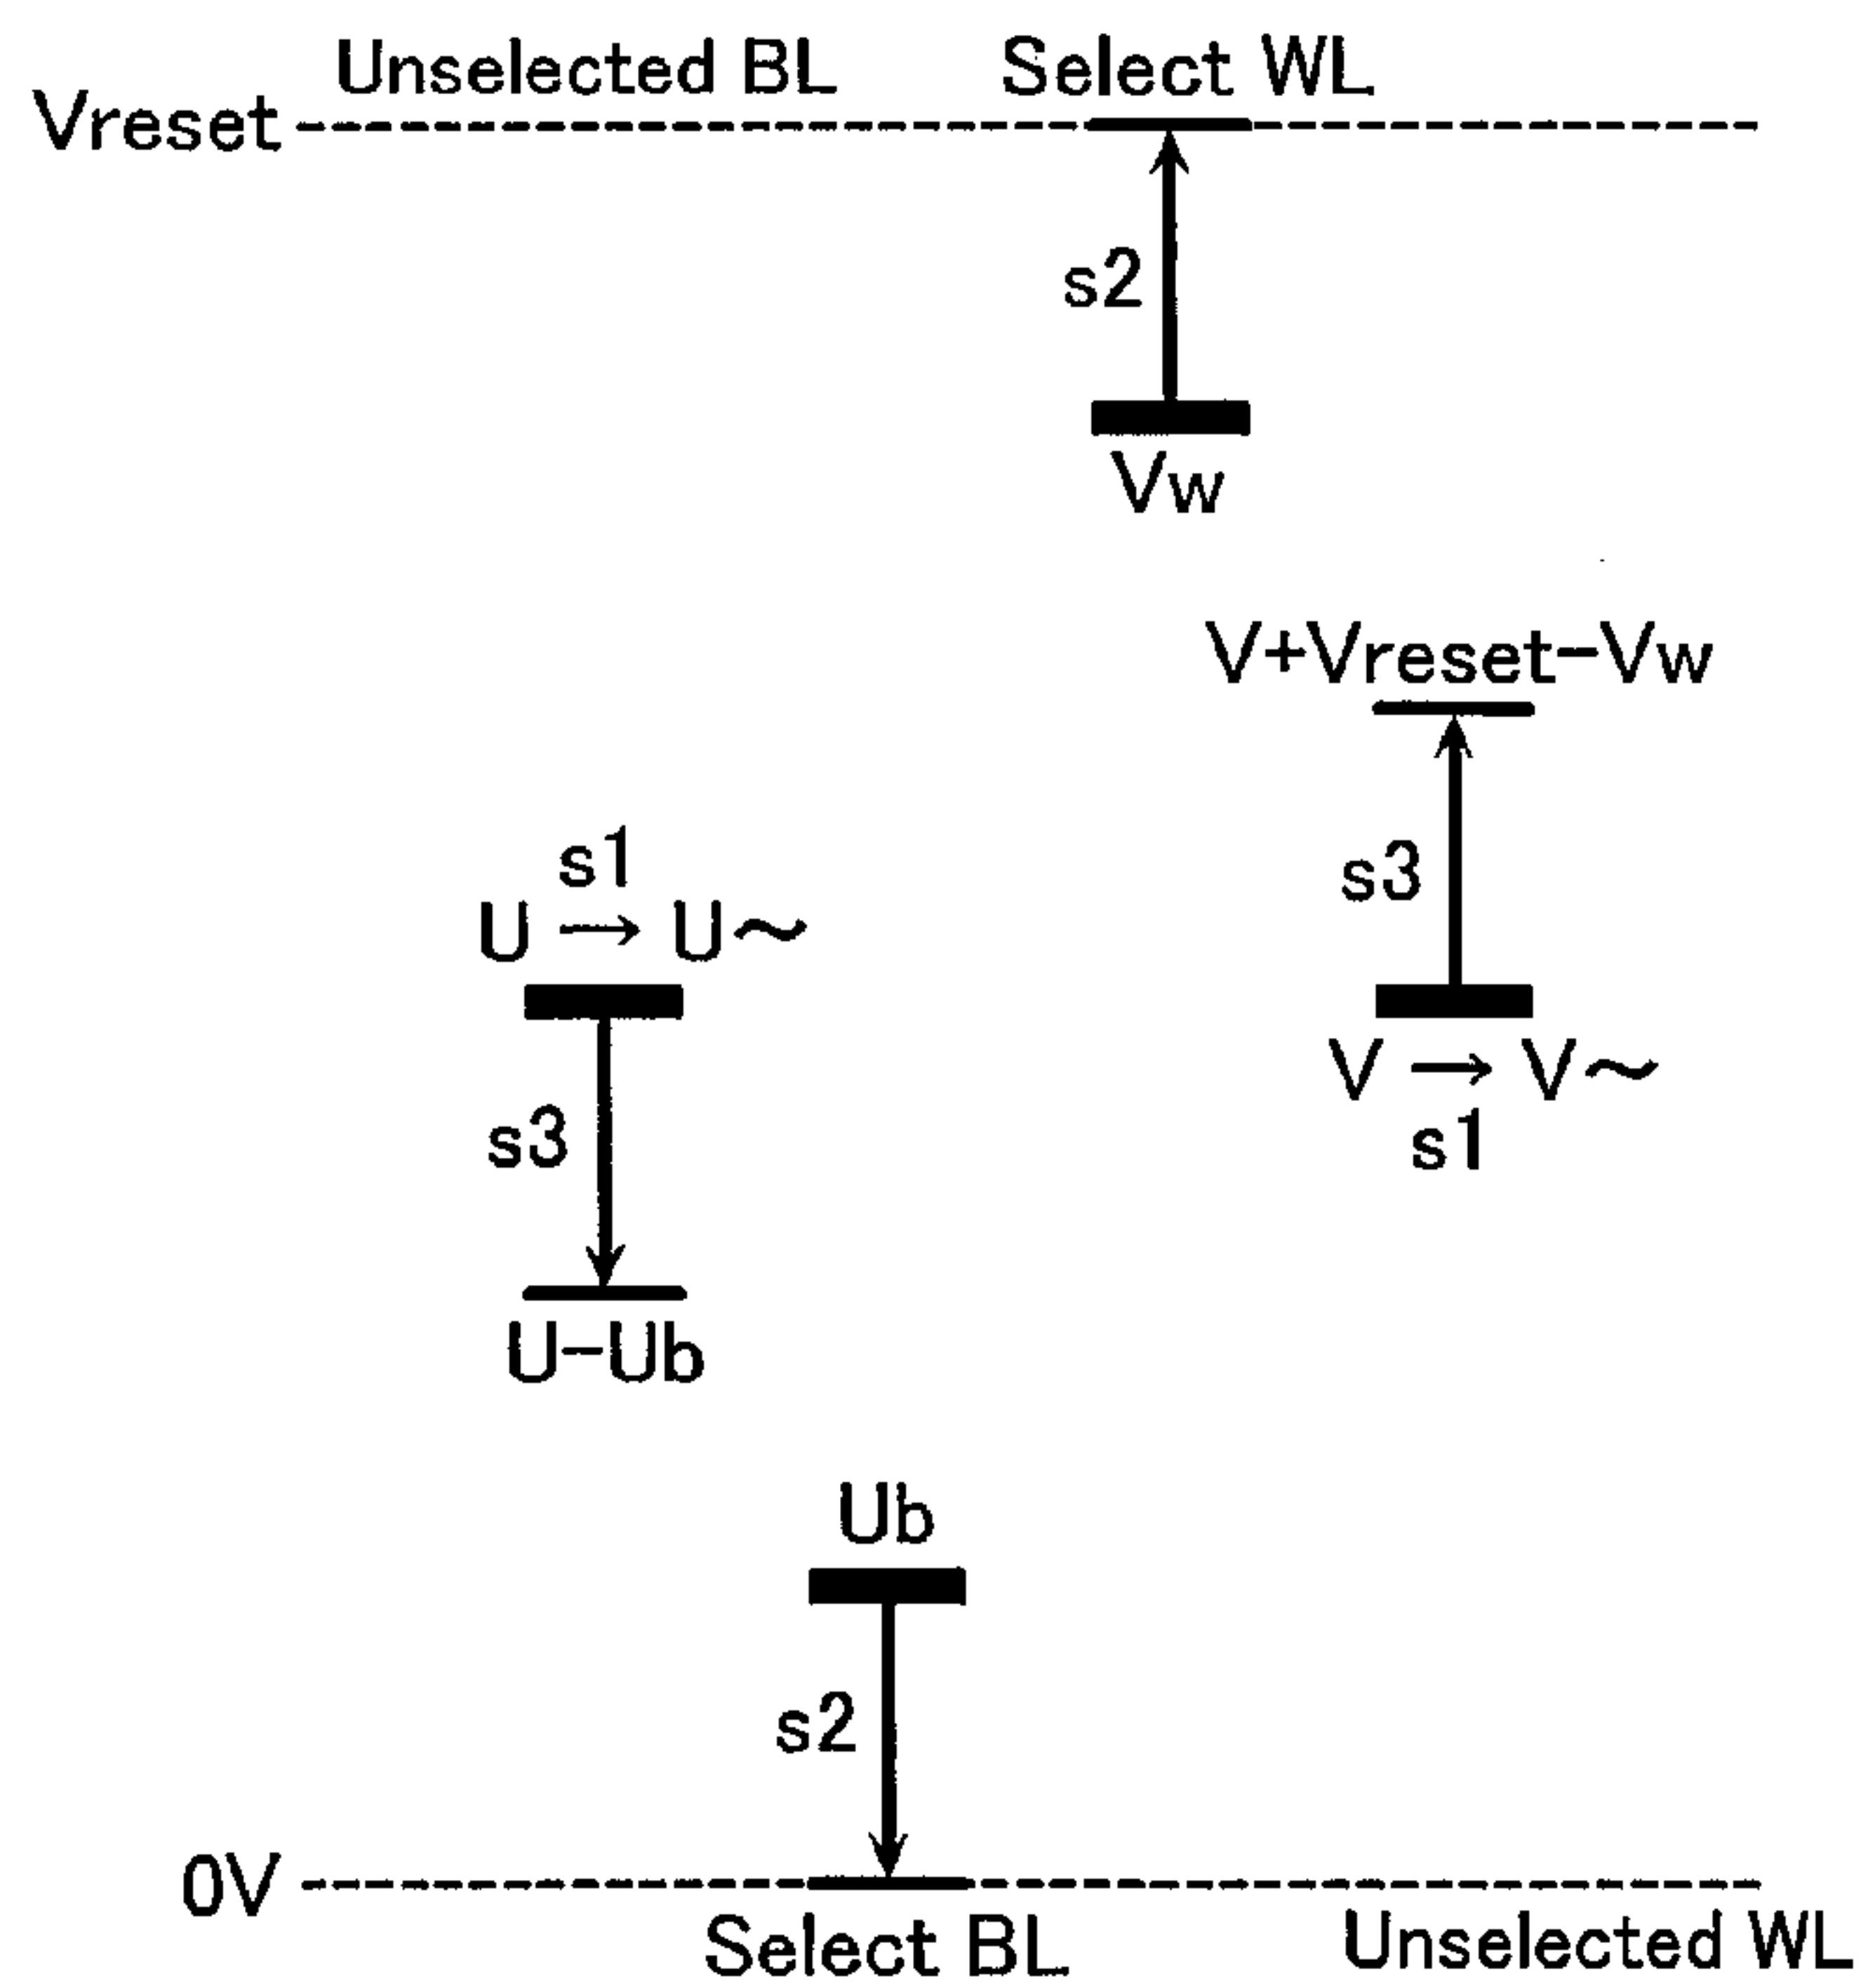 Unselected BL
Select WL
Vreset
s2
Vw
V+Vreset-Vw
s1
U → U～
s3
s3
V → V～
s1
U-Ub
Ub
s2
0V
Select BL
Unselected WL